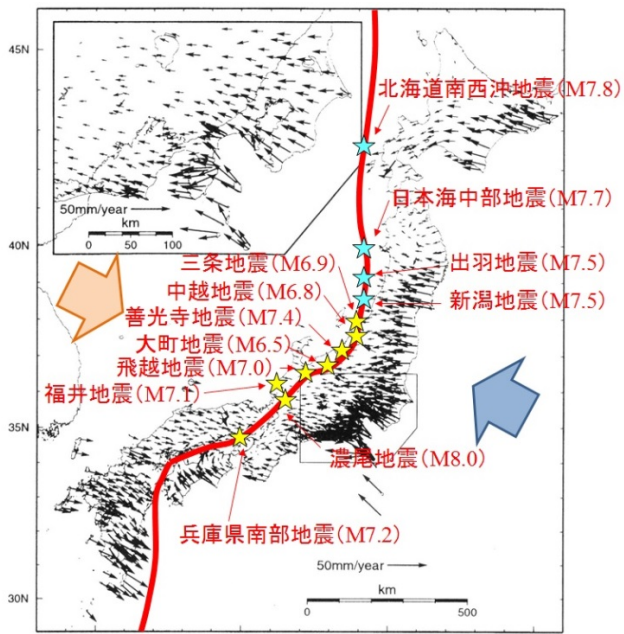 45N
北海道南西沖地震(M7.8)
50mm/year
km
0 50 100
日本海中部地震(M7.7)
40N
三条地震(M6.9)
出羽地震(M7.5)
中越地震(M6.8)
新潟地震(M7.5)
善光寺地震(M7.4)
大町地震(M6.5)
飛越地震(M7.0)
福井地震(M7.1)
35N
濃尾地震(M8.0)
兵庫県南部地震(M7.2)
50mm/year
km
30N
0 500